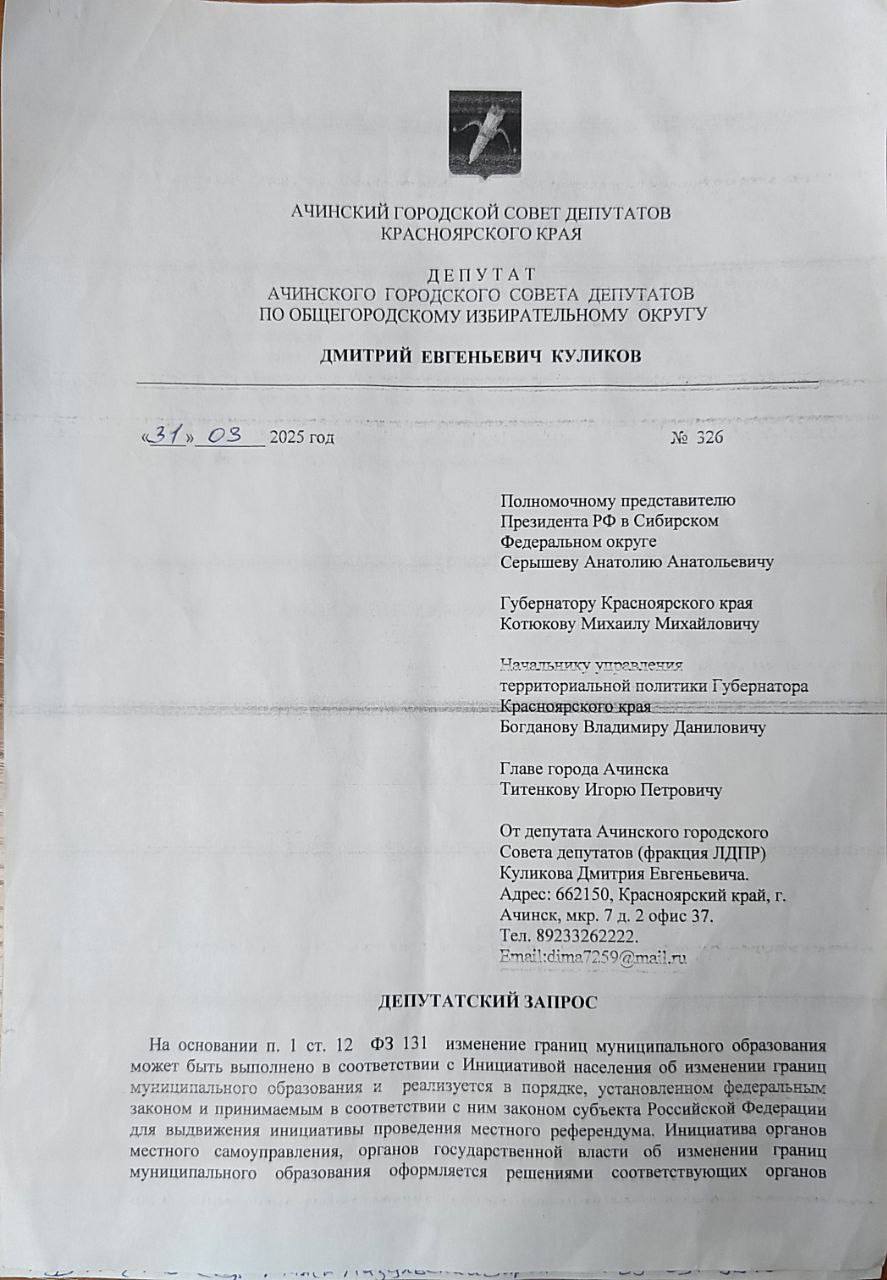 АЧИНСКИЙ ГОРОДСКОЙ СОВЕТ ДЕПУТАТОВ
КРАСНОЯРСКОГО КРАЯ
Д Е П У Т А Т
АЧИНСКОГО ГОРОДСКОГО СОВЕТА ДЕПУТАТОВ
ПО ОБЩЕГОРОДСКОМУ ИЗБИРАТЕЛЬНОМУ ОКРУГУ
ДМИТРИЙ ЕВГЕНЬЕВИЧ КУЛИКОВ
«31» 03 2025 год № 326
Полномочному представителю
Президента РФ в Сибирском
Федеральном округе
Серышеву Анатолию Анатольевичу
Губернатору Красноярского края
Котюкову Михаилу Михайловичу
Начальнику управления
территориальной политики Губернатора
Красноярского края
Богданову Владимиру Даниловичу
Главе города Ачинска
Титенкову Игорю Петровичу
От депутата Ачинского городского
Совета депутатов (фракция ЛДПР)
Куликова Дмитрия Евгеньевича.
Адрес: 662150, Красноярский край, г.
Ачинск, мкр. 7 д. 2 офис 37.
Тел. 89233262222.
Email:dima7259@mail.ru
ДЕПУТАТСКИЙ ЗАПРОС
На основании п. 1 ст. 12 ФЗ 131 изменение границ муниципального образования
может быть выполнено в соответствии с Инициативой населения об изменении границ
муниципального образования и реализуется в порядке, установленном федеральным
законом и принимаемым в соответствии с ним законом субъекта Российской Федерации
для выдвижения инициативы проведения местного референдума. Инициатива органов
местного самоуправления, органов государственной власти об изменении границ
муниципального образования оформляется решениями соответствующих органов